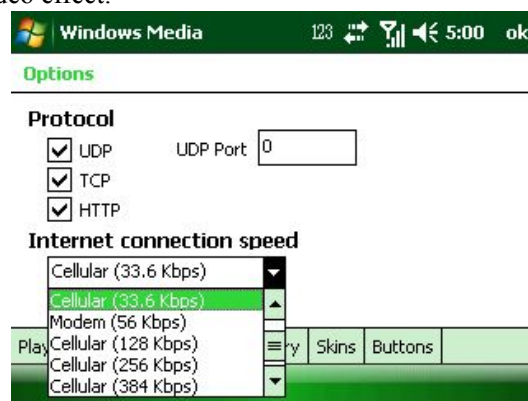 Windows Media 123 5:00 ok
Options
Protocol
UDP UDP Port 0
TCP
HTTP
Internet connection speed
Cellular (33.6 Kbps)
Cellular (33.6 Kbps)
Modem (56 Kbps)
Cellular (128 Kbps)
Cellular (256 Kbps)
Cellular (384 Kbps)
Skins Buttons